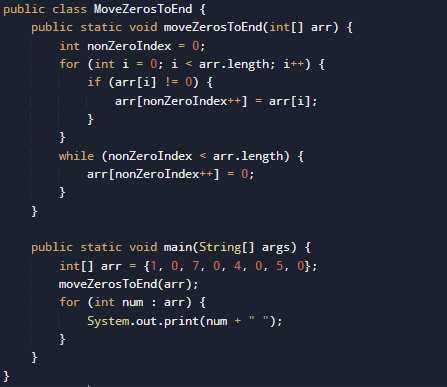 public class MoveZerosToEnd {
    public static void moveZerosToEnd(int[] arr) {
        int nonZeroIndex = 0;
        for (int i = 0; i < arr.length; i++) {
            if (arr[i] != 0) {
                arr[nonZeroIndex++] = arr[i];
            }
        }
        while (nonZeroIndex < arr.length) {
            arr[nonZeroIndex++] = 0;
        }
    }

    public static void main(String[] args) {
        int[] arr = {1, 0, 7, 0, 4, 0, 5, 0};
        moveZerosToEnd(arr);
        for (int num : arr) {
            System.out.print(num + " ");
        }
    }
}